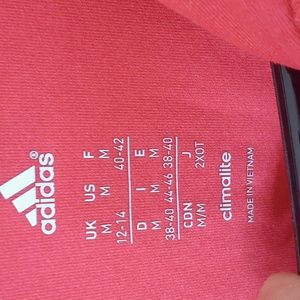 adidas®
UK US F
M M M
12-14 40-42
D I E
M M M
38-40 44-46 38-40
CDN J
M/M 2XOT
climalite
MADE IN VIETNAM